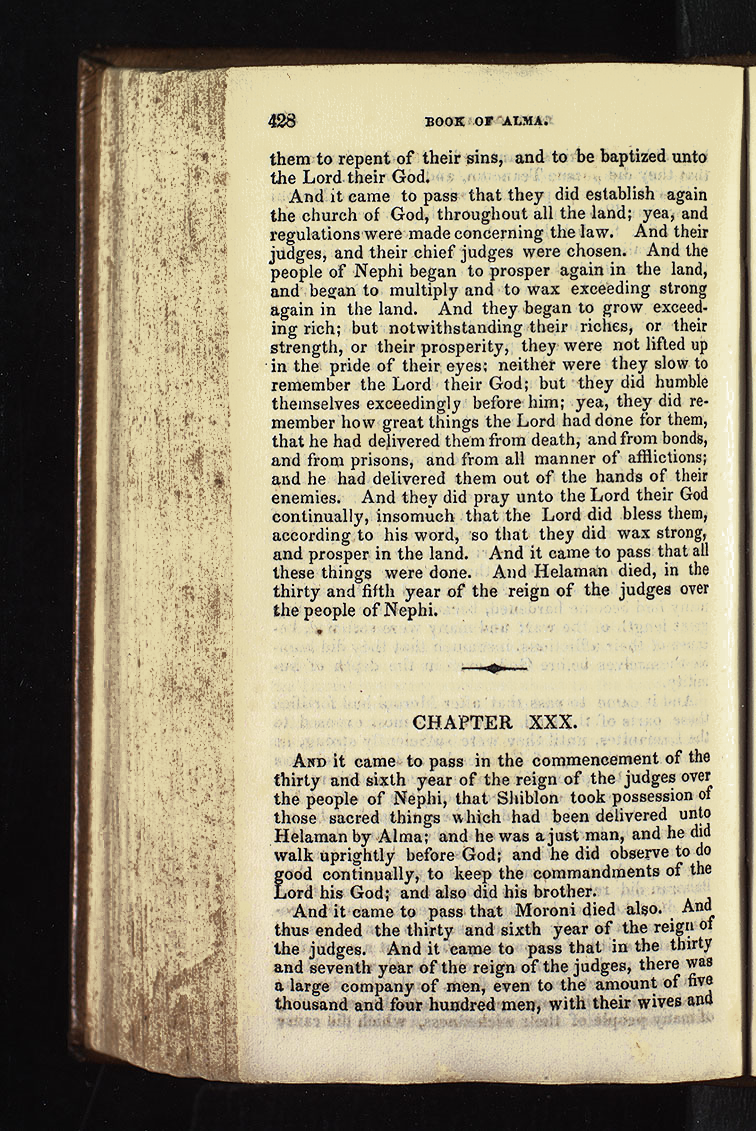 428 BOOK OF ALMA.
them to repent of their sins, and to be baptized unto
the Lord their God.
And it came to pass that they did establish again
the church of God, throughout all the land; yea, and
regulations were made concerning the law. And their
judges, and their chief judges were chosen. And the
people of Nephi began to prosper again in the land,
and began to multiply and to wax exceeding strong
again in the land. And they began to grow exceed-
ing rich; but notwithstanding their riches, or their
strength, or their prosperity, they were not lifted up
in the pride of their eyes; neither were they slow to
remember the Lord their God; but they did humble
themselves exceedingly before him; yea, they did re-
member how great things the Lord had done for them,
that he had delivered them from death, and from bonds,
and from prisons, and from all manner of afflictions;
and he had delivered them out of the hands of their
enemies. And they did pray unto the Lord their God
continually, insomuch that the Lord did bless them,
according to his word, so that they did wax strong,
and prosper in the land. And it came to pass that all
these things were done. And Helaman died, in the
thirty and fifth year of the reign of the judges over
the people of Nephi.
CHAPTER XXX.
AND it came to pass in the commencement of the
thirty and sixth year of the reign of the judges over
the people of Nephi, that Shiblon took possession of
those sacred things which had been delivered unto
Helaman by Alma; and he was a just man, and he did
walk uprightly before God; and he did observe to do
good continually, to keep the commandments of the
Lord his God; and also did his brother.
And it came to pass that Moroni died also. And
thus ended the thirty and sixth year of the reign of
the judges. And it came to pass that in the thirty
and seventh year of the reign of the judges, there was
a large company of men, even to the amount of five
thousand and four hundred men, with their wives and